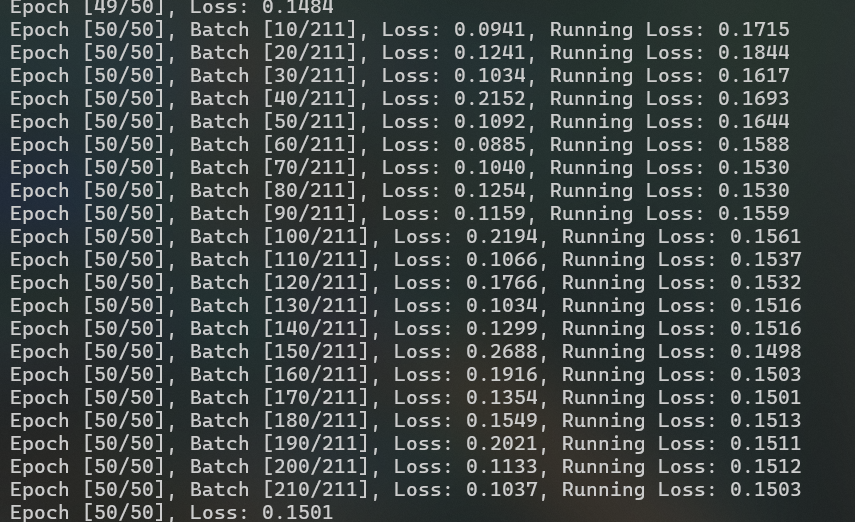 Epoch [49/50], Loss: 0.1484
Epoch [50/50], Batch [10/211], Loss: 0.0941, Running Loss: 0.1715
Epoch [50/50], Batch [20/211], Loss: 0.1241, Running Loss: 0.1844
Epoch [50/50], Batch [30/211], Loss: 0.1034, Running Loss: 0.1617
Epoch [50/50], Batch [40/211], Loss: 0.2152, Running Loss: 0.1693
Epoch [50/50], Batch [50/211], Loss: 0.1092, Running Loss: 0.1644
Epoch [50/50], Batch [60/211], Loss: 0.0885, Running Loss: 0.1588
Epoch [50/50], Batch [70/211], Loss: 0.1040, Running Loss: 0.1530
Epoch [50/50], Batch [80/211], Loss: 0.1254, Running Loss: 0.1530
Epoch [50/50], Batch [90/211], Loss: 0.1159, Running Loss: 0.1559
Epoch [50/50], Batch [100/211], Loss: 0.2194, Running Loss: 0.1561
Epoch [50/50], Batch [110/211], Loss: 0.1066, Running Loss: 0.1537
Epoch [50/50], Batch [120/211], Loss: 0.1766, Running Loss: 0.1532
Epoch [50/50], Batch [130/211], Loss: 0.1034, Running Loss: 0.1516
Epoch [50/50], Batch [140/211], Loss: 0.1299, Running Loss: 0.1516
Epoch [50/50], Batch [150/211], Loss: 0.2688, Running Loss: 0.1498
Epoch [50/50], Batch [160/211], Loss: 0.1916, Running Loss: 0.1503
Epoch [50/50], Batch [170/211], Loss: 0.1354, Running Loss: 0.1501
Epoch [50/50], Batch [180/211], Loss: 0.1549, Running Loss: 0.1513
Epoch [50/50], Batch [190/211], Loss: 0.2021, Running Loss: 0.1511
Epoch [50/50], Batch [200/211], Loss: 0.1133, Running Loss: 0.1512
Epoch [50/50], Batch [210/211], Loss: 0.1037, Running Loss: 0.1503
Epoch [50/50], Loss: 0.1501